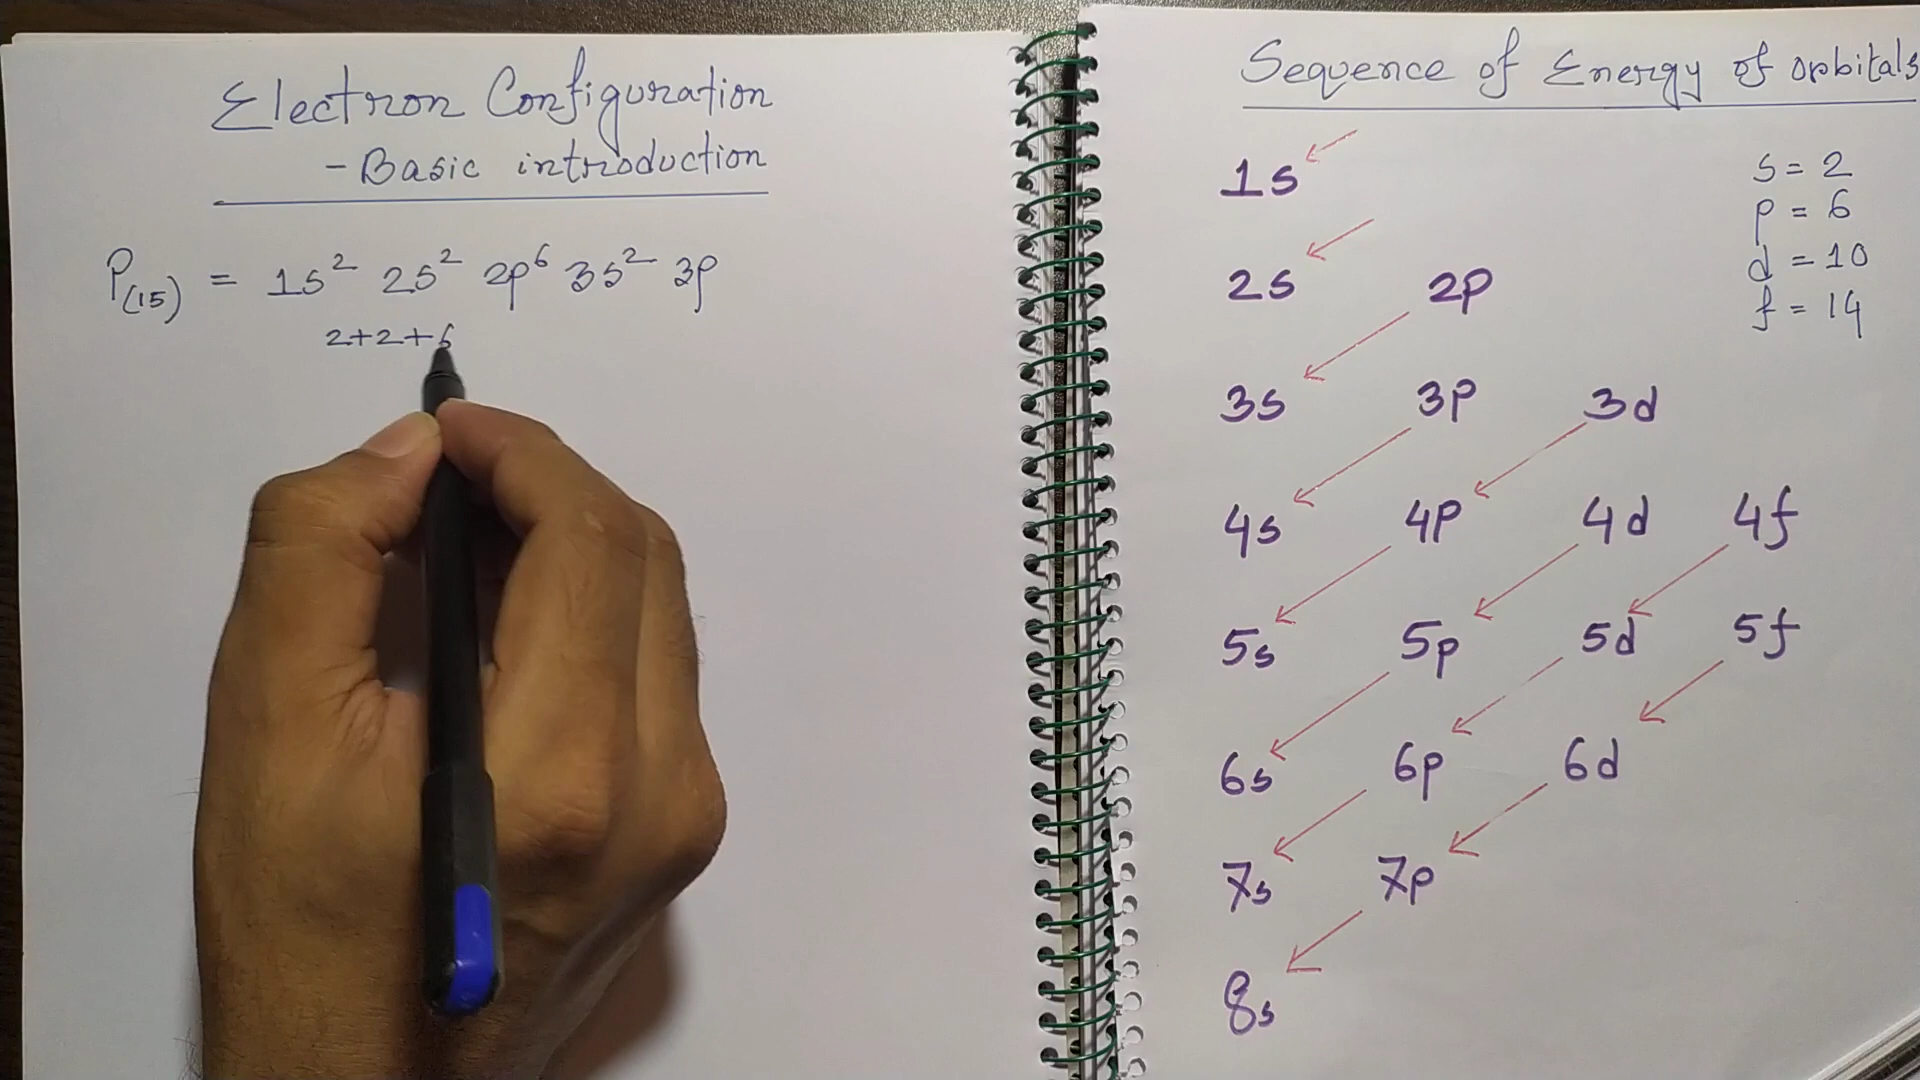 Electron Configuration
- Basic introduction
P(15) = 1s² 2s² 2p⁶ 3s² 3p
2+2+6
Sequence of Energy of orbitals
1s
2s 2p
3s 3p 3d
4s 4p 4d 4f
5s 5p 5d 5f
6s 6p 6d
7s 7p
8s
s = 2
p = 6
d = 10
f = 14